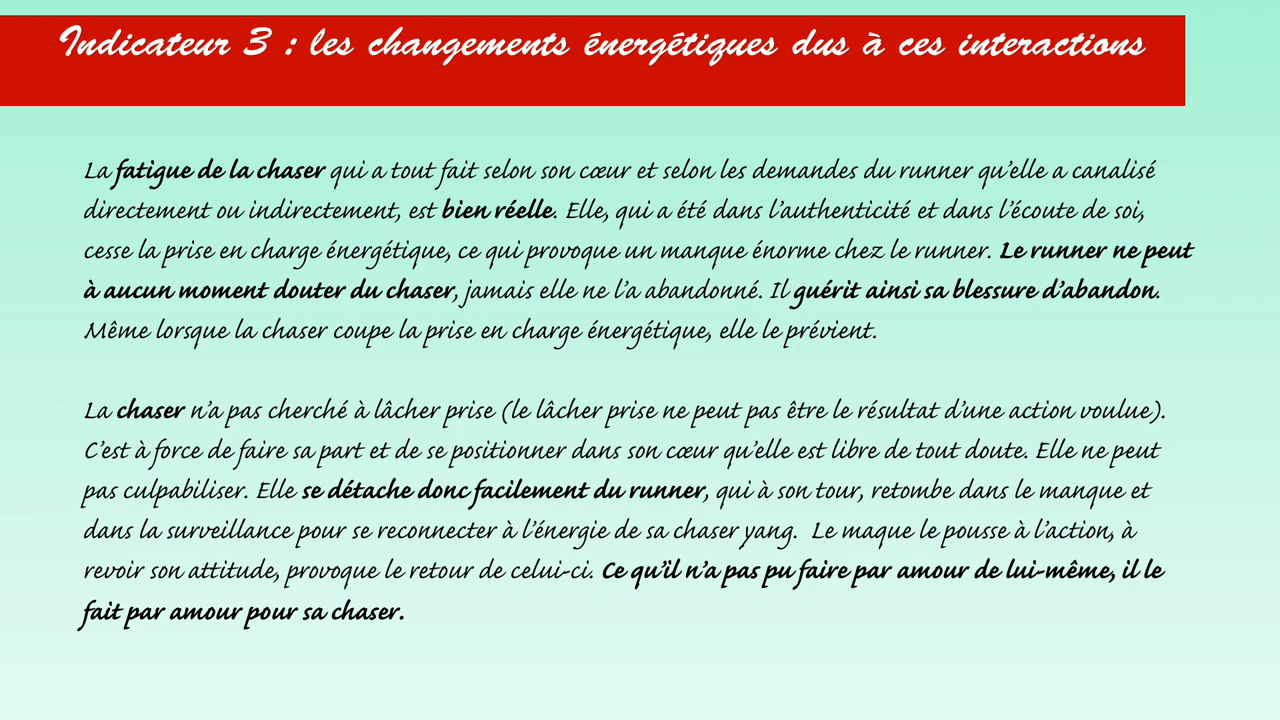 Indicateur 3 : les changements énergétiques dus à ces interactions
La fatigue de la chaser qui a tout fait selon son cœur et selon les demandes du runner qu'elle a canalisé
directement ou indirectement, est bien réelle. Elle, qui a été dans l'authenticité et dans l'écoute de soi,
cesse la prise en charge énergétique, ce qui provoque un manque énorme chez le runner. Le runner ne peut
à aucun moment douter du chaser, jamais elle ne l'a abandonné. Il guérit ainsi sa blessure d'abandon.
Même lorsque la chaser coupe la prise en charge énergétique, elle le prévient.
La chaser n'a pas cherché à lâcher prise (le lâcher prise ne peut pas être le résultat d'une action voulue).
C'est à force de faire sa part et de se positionner dans son cœur qu'elle est libre de tout doute. Elle ne peut
pas culpabiliser. Elle se détache donc facilement du runner, qui à son tour, retombe dans le manque et
dans la surveillance pour se reconnecter à l'énergie de sa chaser yang. Le maque le pousse à l'action, à
revoir son attitude, provoque le retour de celui-ci. Ce qu'il n'a pas pu faire par amour de lui-même, il le
fait par amour pour sa chaser.